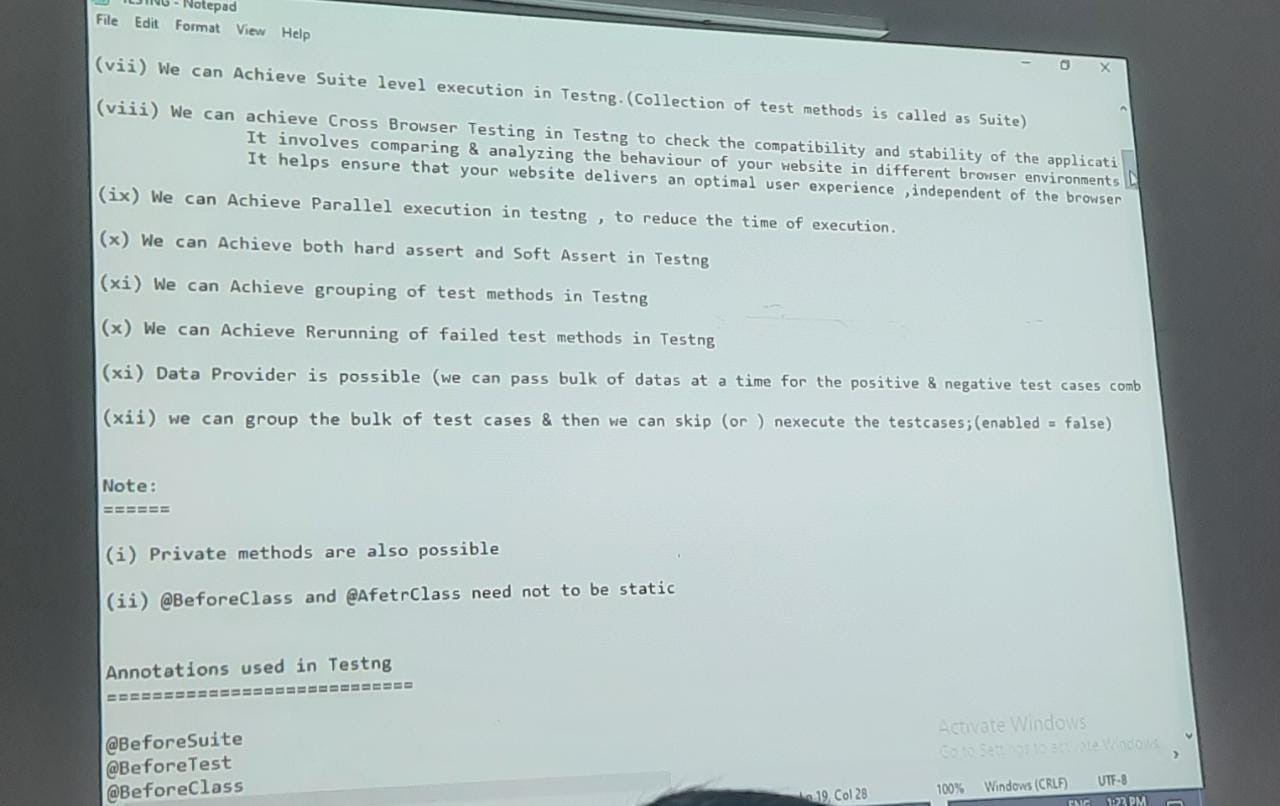 TESTNG - Notepad
File Edit Format View Help
(vii) We can Achieve Suite level execution in Testng.(Collection of test methods is called as Suite)
(viii) We can achieve Cross Browser Testing in Testng to check the compatibility and stability of the applicati
It involves comparing & analyzing the behaviour of your website in different browser environments
It helps ensure that your website delivers an optimal user experience ,independent of the browser
(ix) We can Achieve Parallel execution in testng , to reduce the time of execution.
(x) We can Achieve both hard assert and Soft Assert in Testng
(xi) We can Achieve grouping of test methods in Testng
(x) We can Achieve Rerunning of failed test methods in Testng
(xi) Data Provider is possible (we can pass bulk of datas at a time for the positive & negative test cases comb
(xii) we can group the bulk of test cases & then we can skip (or ) nexecute the testcases;(enabled = false)
Note:
======
(i) Private methods are also possible
(ii) @BeforeClass and @AfetrClass need not to be static
Annotations used in Testng
===========================
@BeforeSuite
@BeforeTest
@BeforeClass
Activate Windows
Go to Settings to activate Windows.
Ln 19, Col 28 100% Windows (CRLF) UTF-8
ENG 1:23 PM